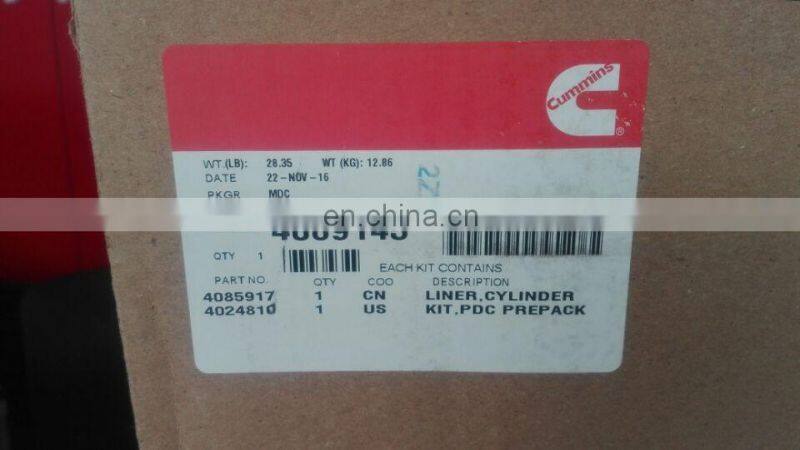 Cummins
®
WT.(LB): 28.35 WT (KG): 12.86
DATE 22-NOV-16
PKGR MDC
en.china.cn
QTY 1
EACH KIT CONTAINS
PART NO. QTY COO DESCRIPTION
4085917 1 CN LINER,CYLINDER
4024810 1 US KIT,PDC PREPACK